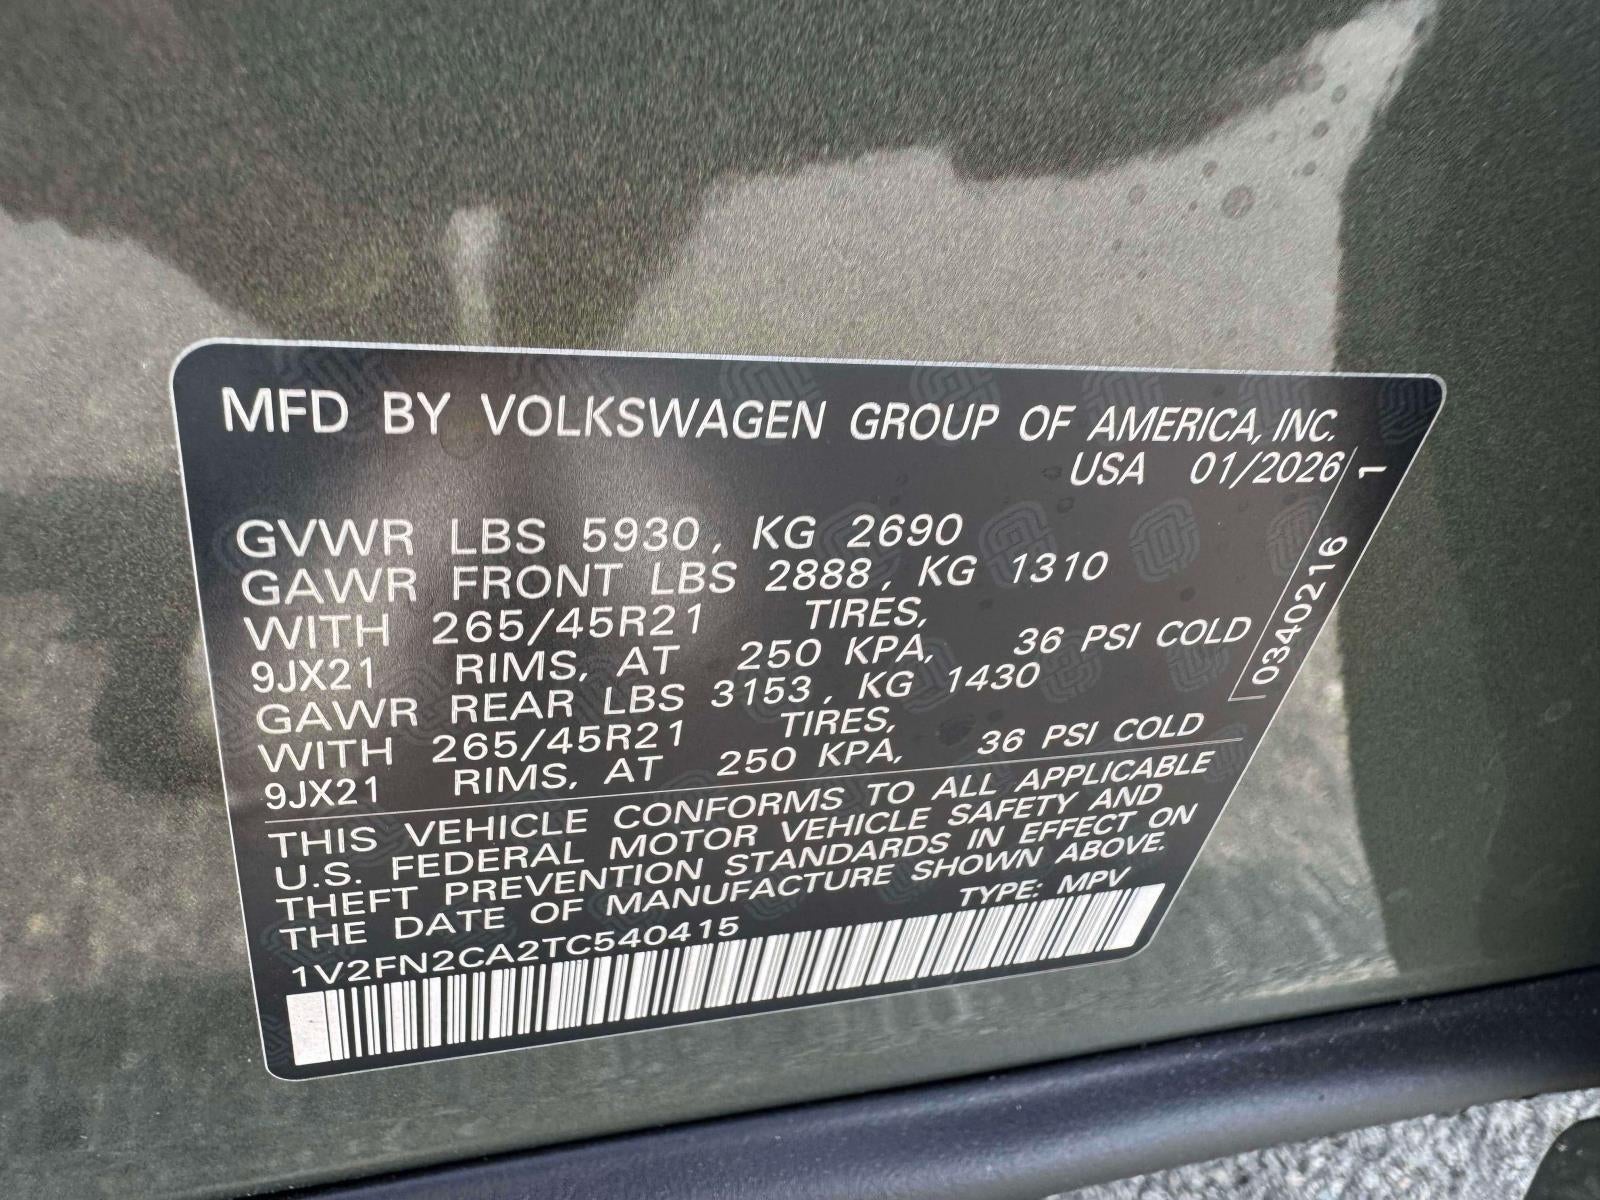 MFD BY VOLKSWAGEN GROUP OF AMERICA, INC.
USA 01/2026
GVWR LBS 5930, KG 2690
GAWR FRONT LBS 2888, KG 1310
WITH 265/45R21 TIRES,
9JX21 RIMS, AT 250 KPA, 36 PSI COLD
GAWR REAR LBS 3153, KG 1430
WITH 265/45R21 TIRES,
9JX21 RIMS, AT 250 KPA, 36 PSI COLD
THIS VEHICLE CONFORMS TO ALL APPLICABLE
U.S. FEDERAL MOTOR VEHICLE SAFETY AND
THEFT PREVENTION STANDARDS IN EFFECT ON
THE DATE OF MANUFACTURE SHOWN ABOVE.
1V2FN2CA2TC540415 TYPE: MPV
0340216 1